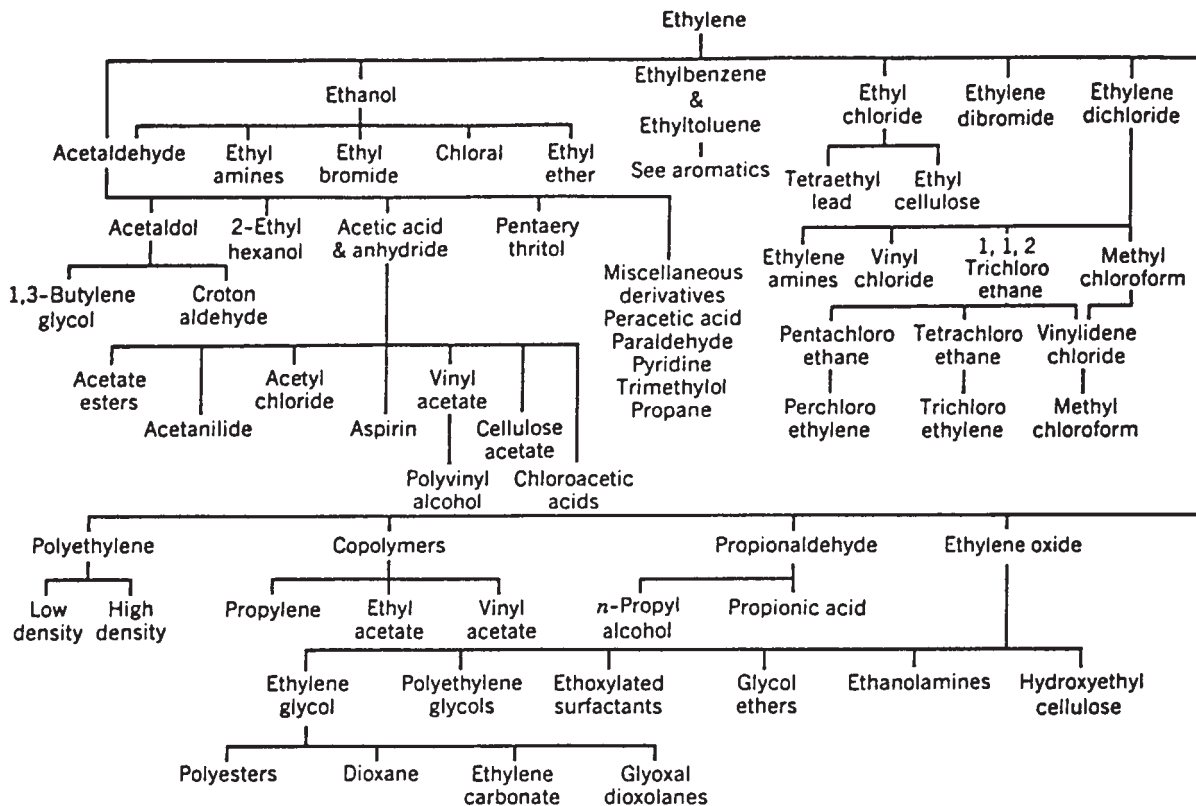 Ethylene
Ethylbenzene
&
Ethyltoluene
See aromatics
Ethanol
Ethyl
chloride
Ethylene
dibromide
Ethylene
dichloride
Acetaldehyde
Ethyl
amines
Ethyl
bromide
Chloral
Ethyl
ether
Tetraethyl
lead
Ethyl
cellulose
Acetaldol
2-Ethyl
hexanol
Acetic acid
& anhydride
Pentaery
thritol
Miscellaneous
derivatives
Peracetic acid
Paraldehyde
Pyridine
Trimethylol
Propane
Ethylene
amines
Vinyl
chloride
1, 1, 2
Trichloro
ethane
Methyl
chloroform
1,3-Butylene
glycol
Croton
aldehyde
Pentachloro
ethane
Tetrachloro
ethane
Vinylidene
chloride
Perchloro
ethylene
Trichloro
ethylene
Methyl
chloroform
Acetate
esters
Acetanilide
Acetyl
chloride
Aspirin
Vinyl
acetate
Cellulose
acetate
Polyvinyl
alcohol
Chloroacetic
acids
Polyethylene
Copolymers
Propionaldehyde
Ethylene oxide
Low
density
High
density
Propylene
Ethyl
acetate
Vinyl
acetate
n-Propyl
alcohol
Propionic acid
Ethylene
glycol
Polyethylene
glycols
Ethoxylated
surfactants
Glycol
ethers
Ethanolamines
Hydroxyethyl
cellulose
Polyesters
Dioxane
Ethylene
carbonate
Glyoxal
dioxolanes